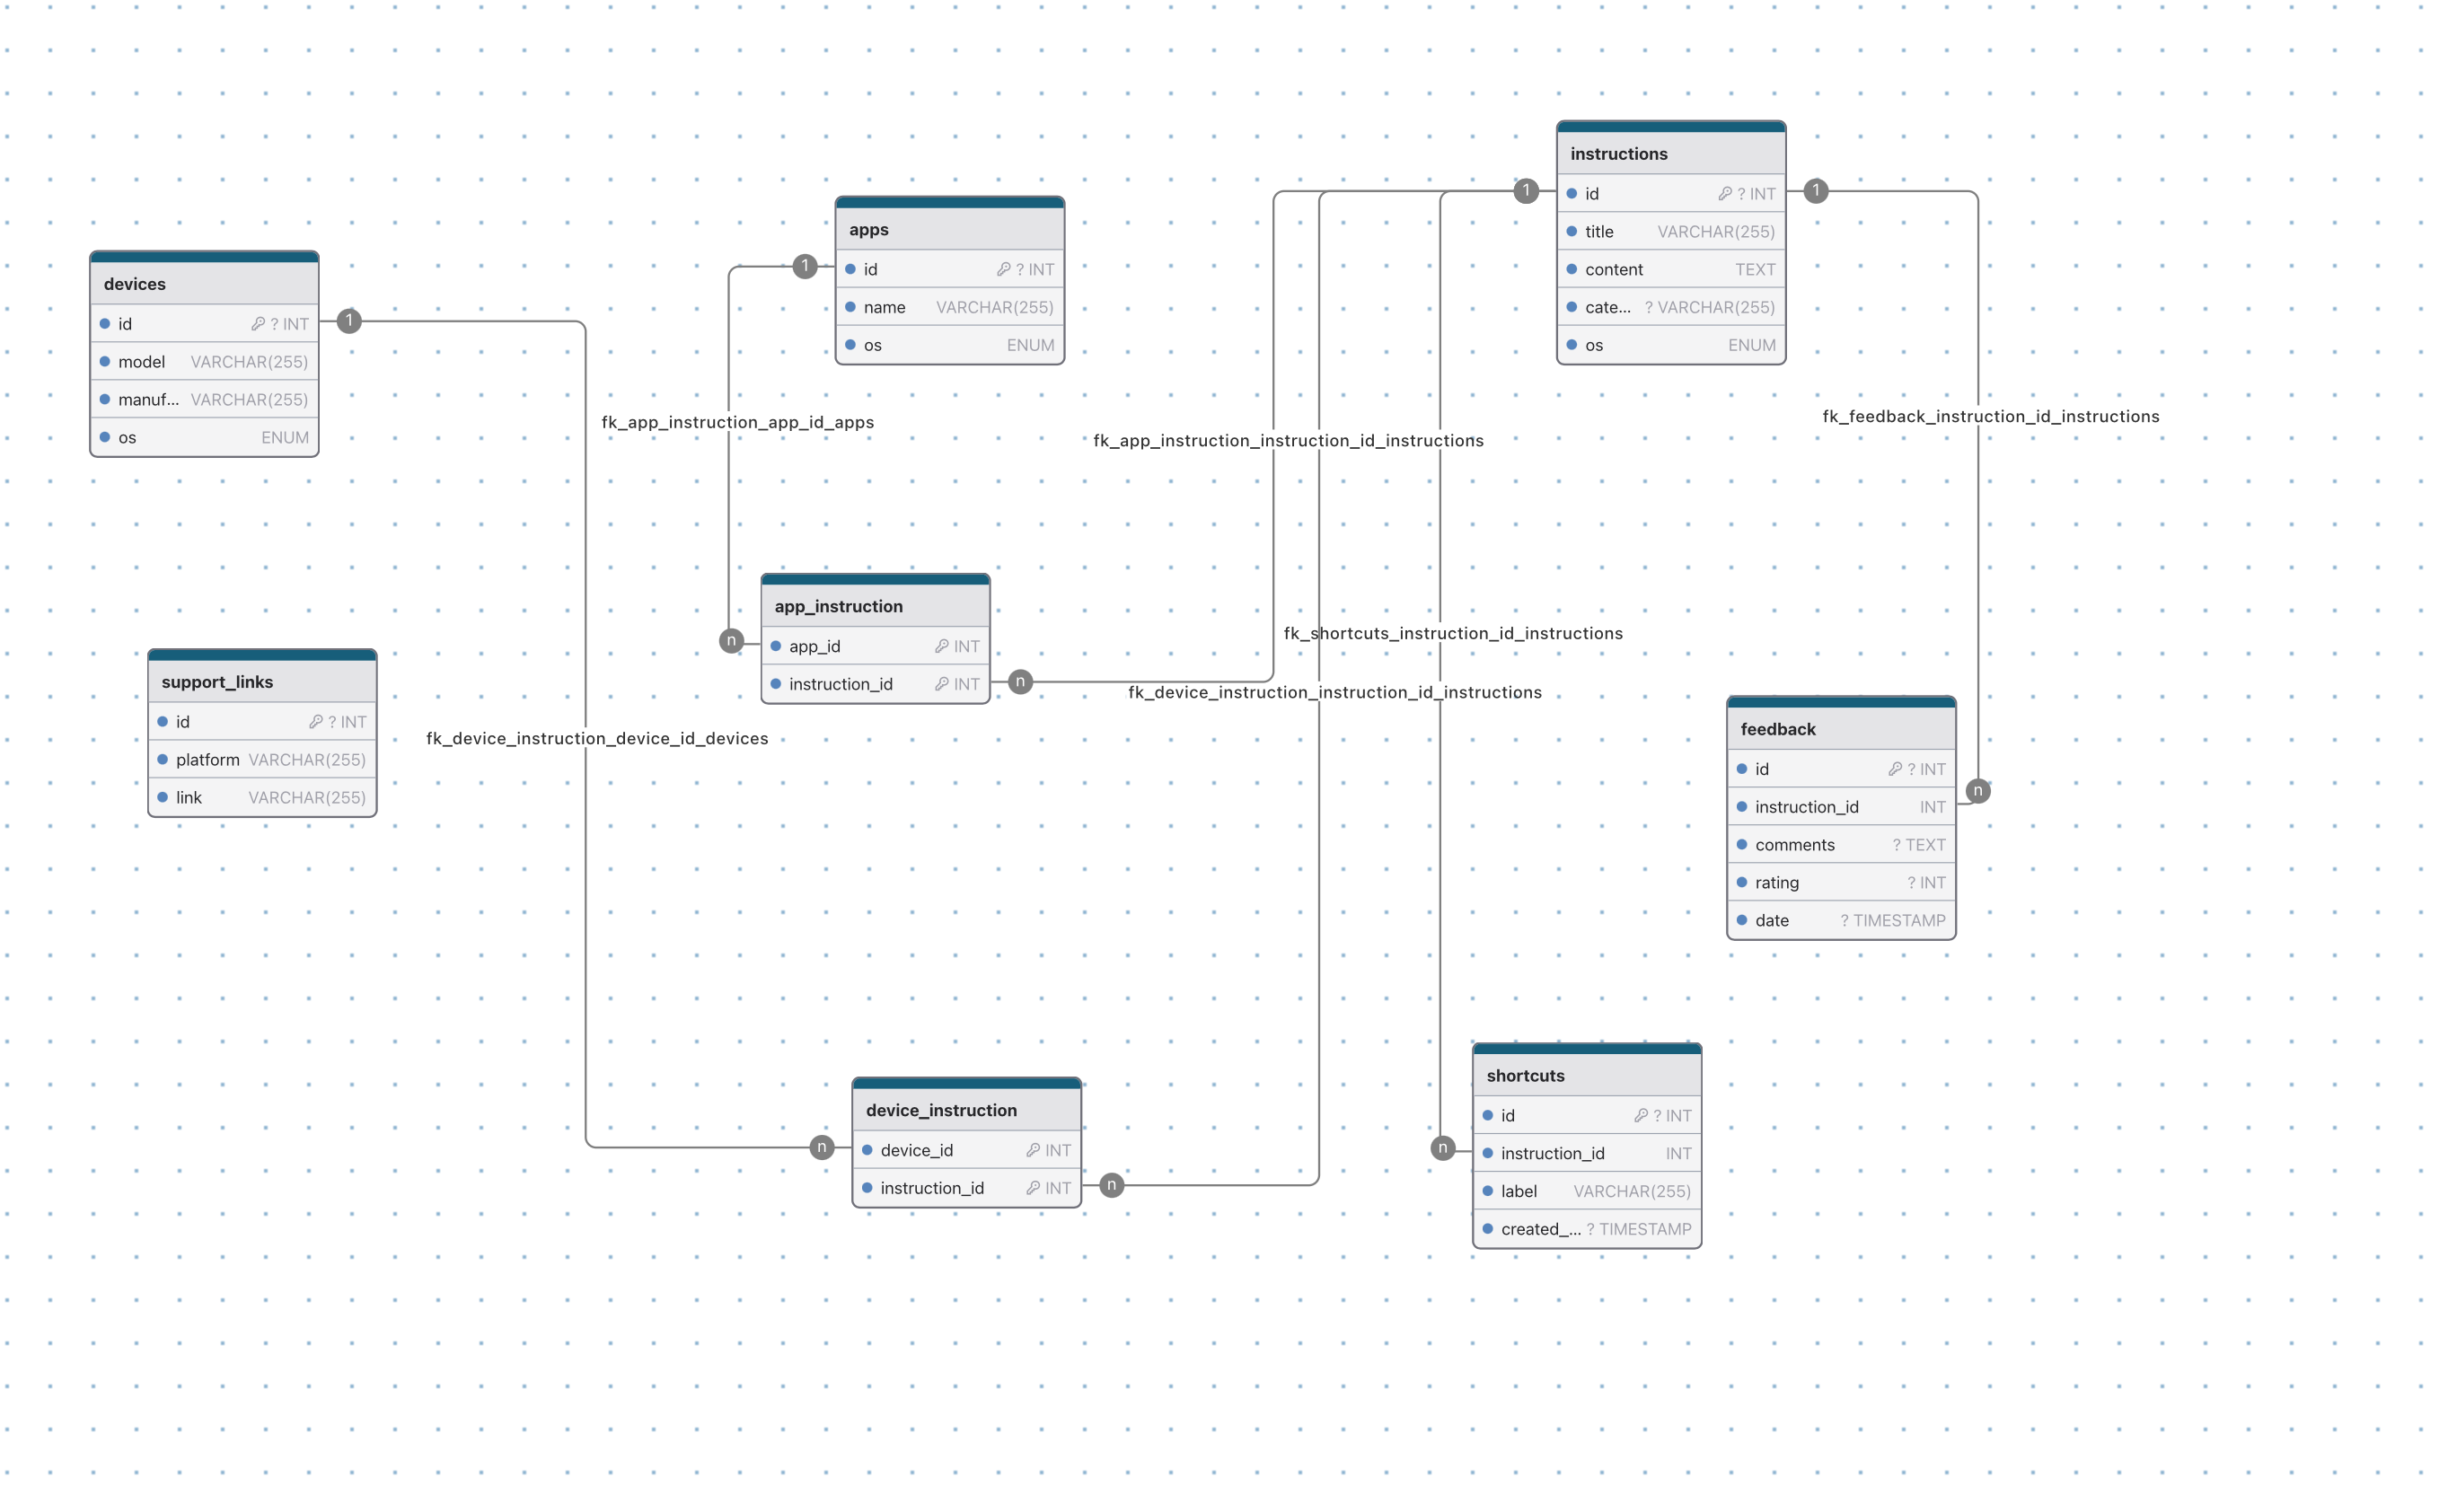 devices
id ? INT
model VARCHAR(255)
manuf... VARCHAR(255)
os ENUM
support_links
id ? INT
platform VARCHAR(255)
link VARCHAR(255)
apps
id ? INT
name VARCHAR(255)
os ENUM
app_instruction
app_id INT
instruction_id INT
device_instruction
device_id INT
instruction_id INT
instructions
id ? INT
title VARCHAR(255)
content TEXT
cate... ? VARCHAR(255)
os ENUM
feedback
id ? INT
instruction_id INT
comments ? TEXT
rating ? INT
date ? TIMESTAMP
shortcuts
id ? INT
instruction_id INT
label VARCHAR(255)
created_... ? TIMESTAMP
fk_app_instruction_app_id_apps
fk_app_instruction_instruction_id_instructions
fk_feedback_instruction_id_instructions
fk_shortcuts_instruction_id_instructions
fk_device_instruction_instruction_id_instructions
fk_device_instruction_device_id_devices
1
1
1
1
n
n
n
n
n
n